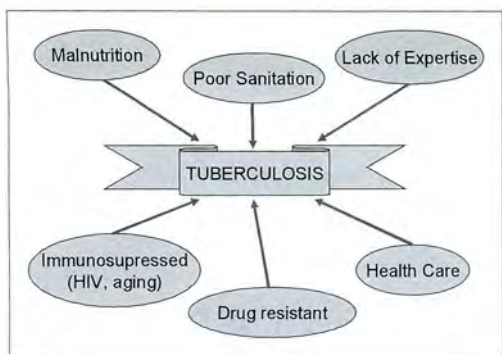 Malnutrition
Poor Sanitation
Lack of Expertise
TUBERCULOSIS
Immunosupressed
(HIV, aging)
Drug resistant
Health Care